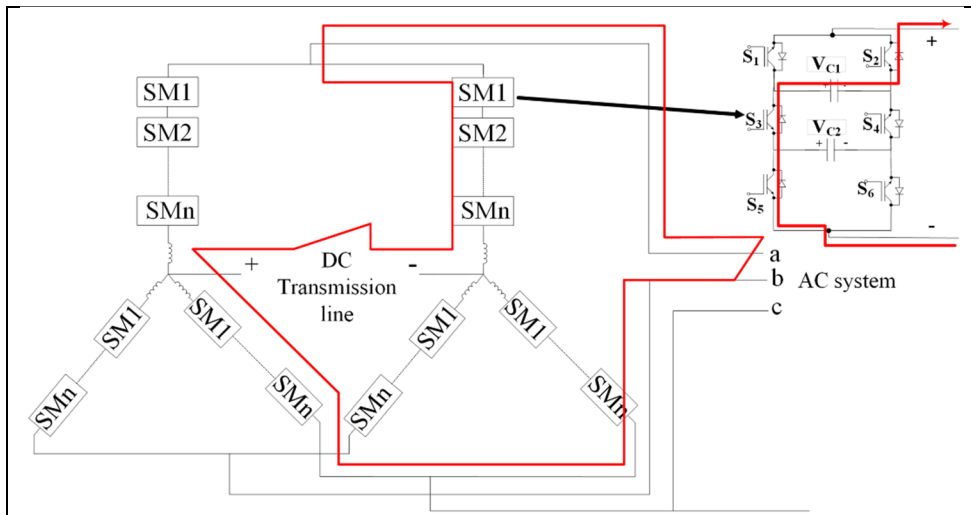 SM1
SM2
SMn
SM1
SMn
SM1
SMn
+
DC
Transmission
line
-
SM1
SM2
SMn
SM1
SMn
SM1
SMn
a
b
c
AC system
S1
S2
VC1
+ -
S3
S4
VC2
+ -
S5
S6
+
-